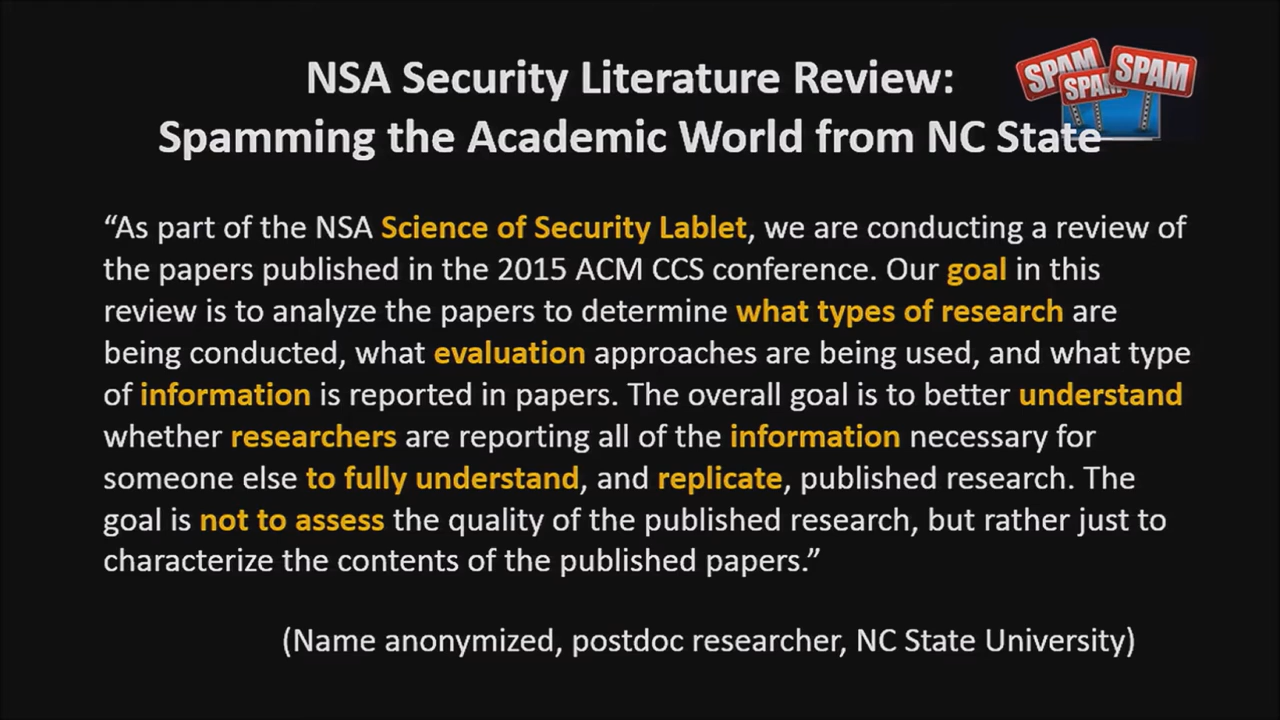 NSA Security Literature Review:
SPAM
SPAM
SPAM
Spamming the Academic World from NC State
“As part of the NSA Science of Security Lablet, we are conducting a review of
the papers published in the 2015 ACM CCS conference. Our goal in this
review is to analyze the papers to determine what types of research are
being conducted, what evaluation approaches are being used, and what type
of information is reported in papers. The overall goal is to better understand
whether researchers are reporting all of the information necessary for
someone else to fully understand, and replicate, published research. The
goal is not to assess the quality of the published research, but rather just to
characterize the contents of the published papers.”
(Name anonymized, postdoc researcher, NC State University)